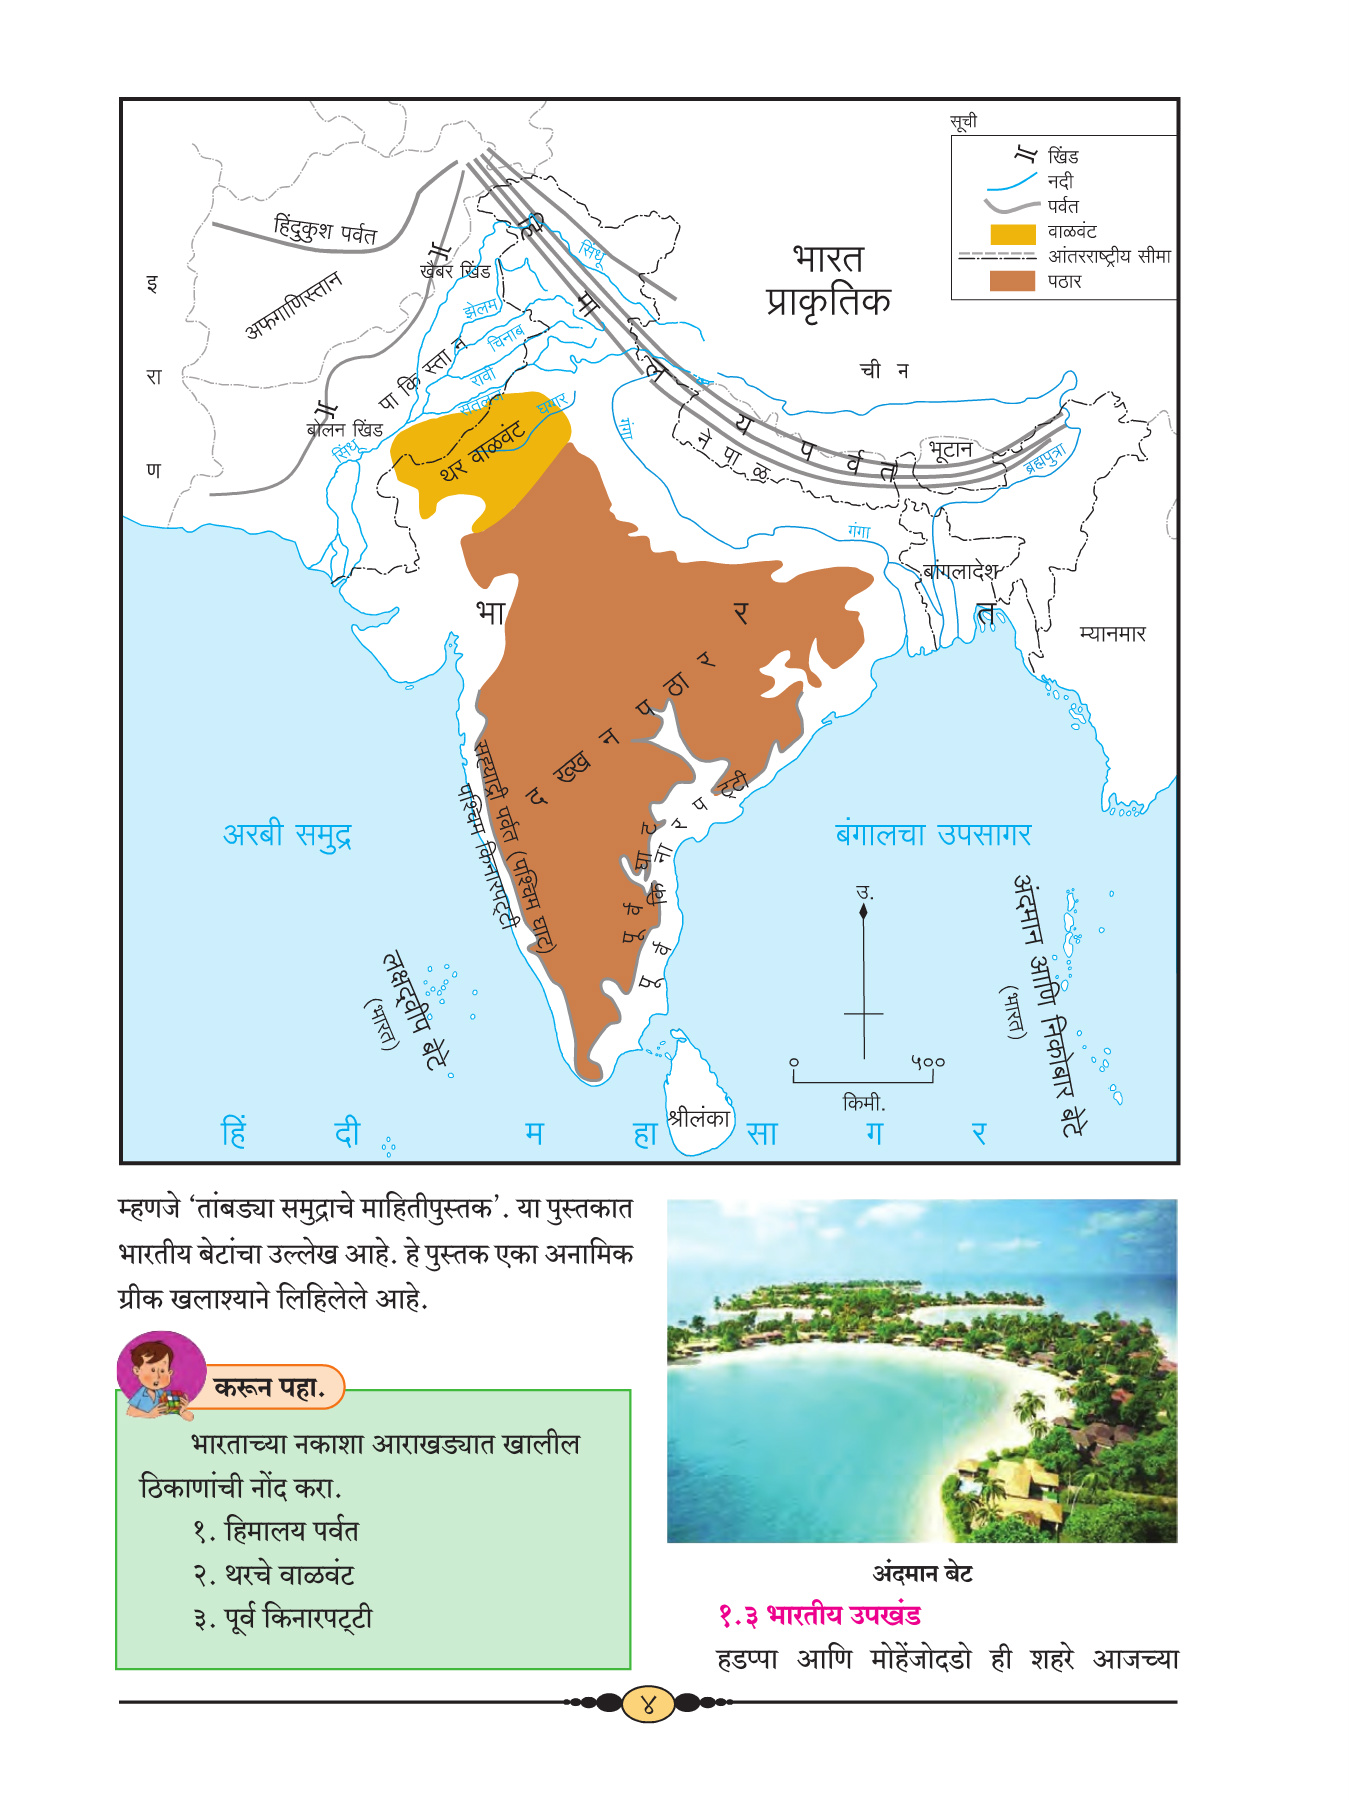 सूची
खिंड
नदी
पर्वत
वाळवंट
आंतरराष्ट्रीय सीमा
पठार
भारत
प्राकृतिक
हिंदुकुश पर्वत
खैबर खिंड
अफगाणिस्तान
इ रा ण
पा कि स्ता न
बोलन खिंड
सिंधू
झेलम
चिनाब
रावी
सतलज
घग्गर
सिंधू
थर वाळवंट
हि मा ल य प र्व त
ची न
ने पा ळ
भूटान
ब्रह्मपुत्रा
गंगा
गंगा
बांगलादेश
म्यानमार
भा र त
द ख्ख न प ठा र
सह्याद्री पर्वत (पश्चिम घाट)
पश्चिम किनारपट्टी
पूर्व घाट
पूर्व किनारपट्टी
अरबी समुद्र
बंगालचा उपसागर
लक्षद्वीप बेटे
(भारत)
अंदमान आणि निकोबार बेटे
(भारत)
उ.
० ५००
किमी.
श्रीलंका
हिं दी म हा सा ग र
म्हणजे ‘तांबड्या समुद्राचे माहितीपुस्तक’. या पुस्तकात
भारतीय बेटांचा उल्लेख आहे. हे पुस्तक एका अनामिक
ग्रीक खलाश्याने लिहिलेले आहे.
करून पहा.
भारताच्या नकाशा आराखड्यात खालील
ठिकाणांची नोंद करा.
१. हिमालय पर्वत
२. थरचे वाळवंट
३. पूर्व किनारपट्टी
अंदमान बेट
१.३ भारतीय उपखंड
हडप्पा आणि मोहेंजोदडो ही शहरे आजच्या
४